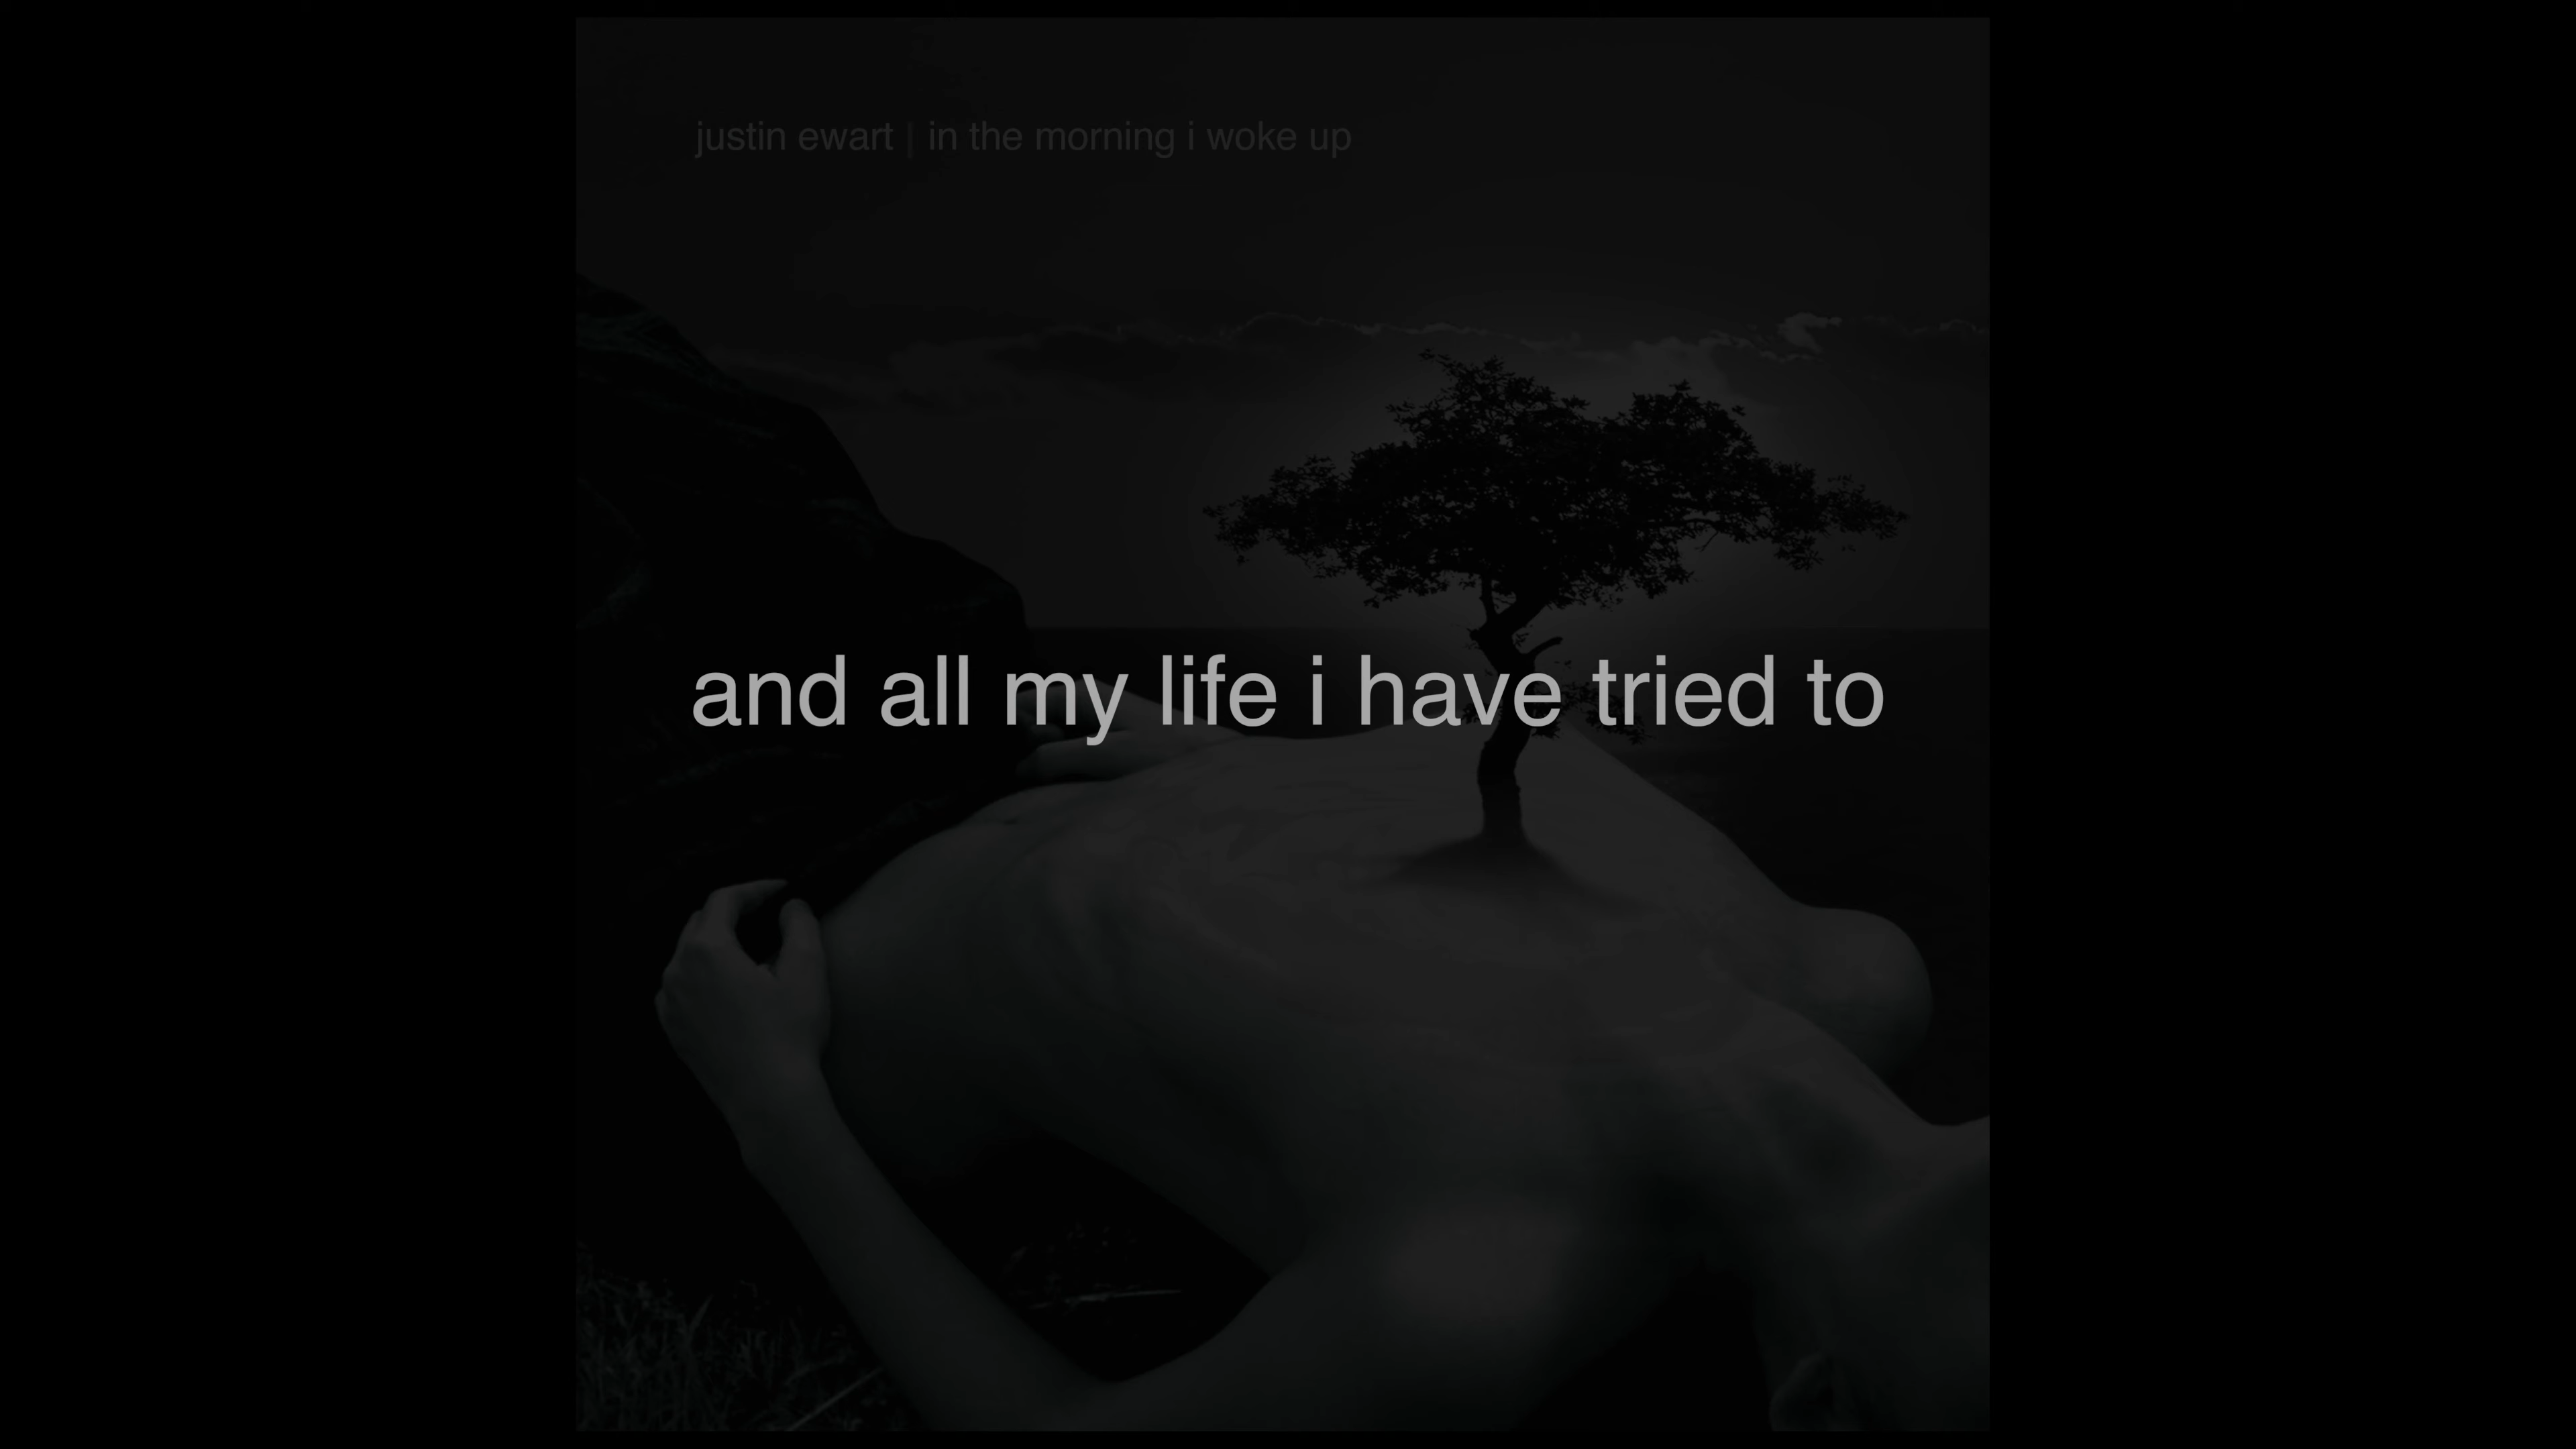 justin ewart | in the morning i woke up
and all my life i have tried to